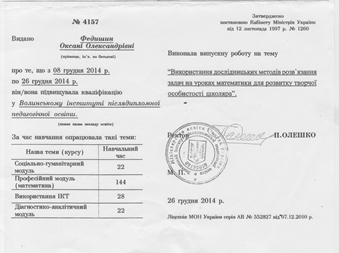 № 4157
Видано Федишин
Оксані Олександрівні
(прізвище, ім'я, по батькові)
про те, що з 08 грудня 2014 р.
по 26 грудня 2014 р.
він/вона підвищувала кваліфікацію
у Волинському інституті післядипломної
педагогічної освіти.
За час навчання опрацювала такі теми:
Назва теми (курсу) Навчальний час
Соціально-гуманітарний модуль 22
Професійний модуль (математика) 144
Використання ІКТ 28
Діагностико-аналітичний модуль 22
Затверджено
постановою Кабінету Міністрів України
від 12 листопада 1997 р. № 1260
Виконала випускну роботу на тему
"Використання дослідницьких методів розв'язання
задач на уроках математики для розвитку творчої
особистості школяра".
Ректор П.ОЛЕШКО
М. П.
26 грудня 2014 р.
Ліцензія МОН України серія АВ № 552827 від 07.12.2010 р.